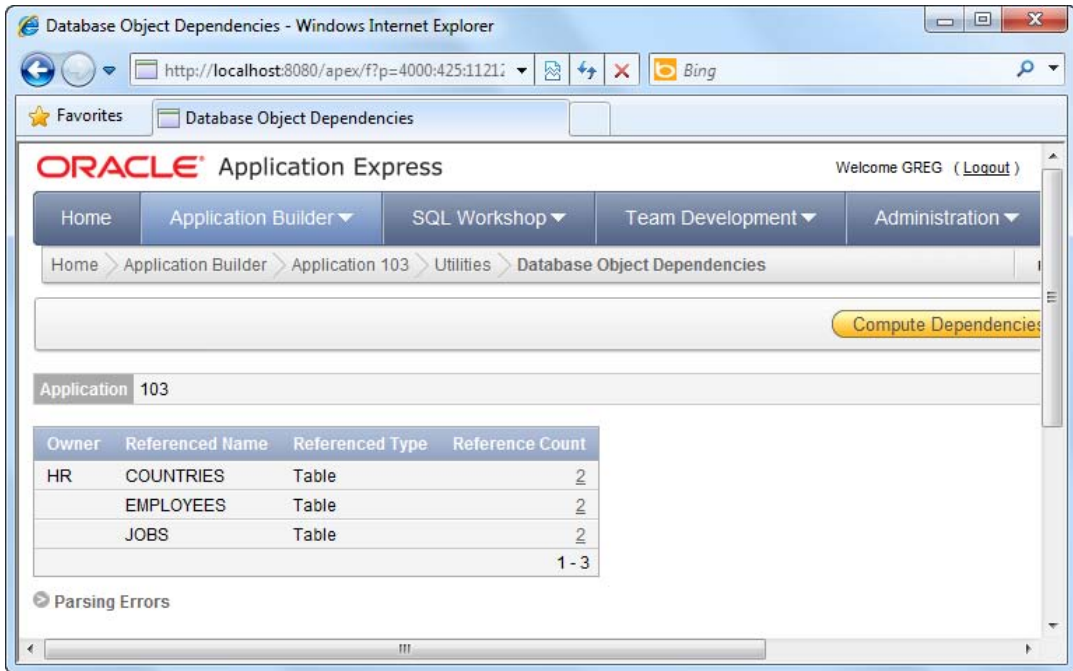 Database Object Dependencies - Windows Internet Explorer
http://localhost:8080/apex/f?p=4000:425:11212
Bing
Favorites
Database Object Dependencies
ORACLE Application Express
Welcome GREG ( Logout )
Home Application Builder SQL Workshop Team Development Administration
Home Application Builder Application 103 Utilities Database Object Dependencies
Compute Dependencies
Application 103
Owner Referenced Name Referenced Type Reference Count
HR COUNTRIES Table 2
EMPLOYEES Table 2
JOBS Table 2
1 - 3
Parsing Errors